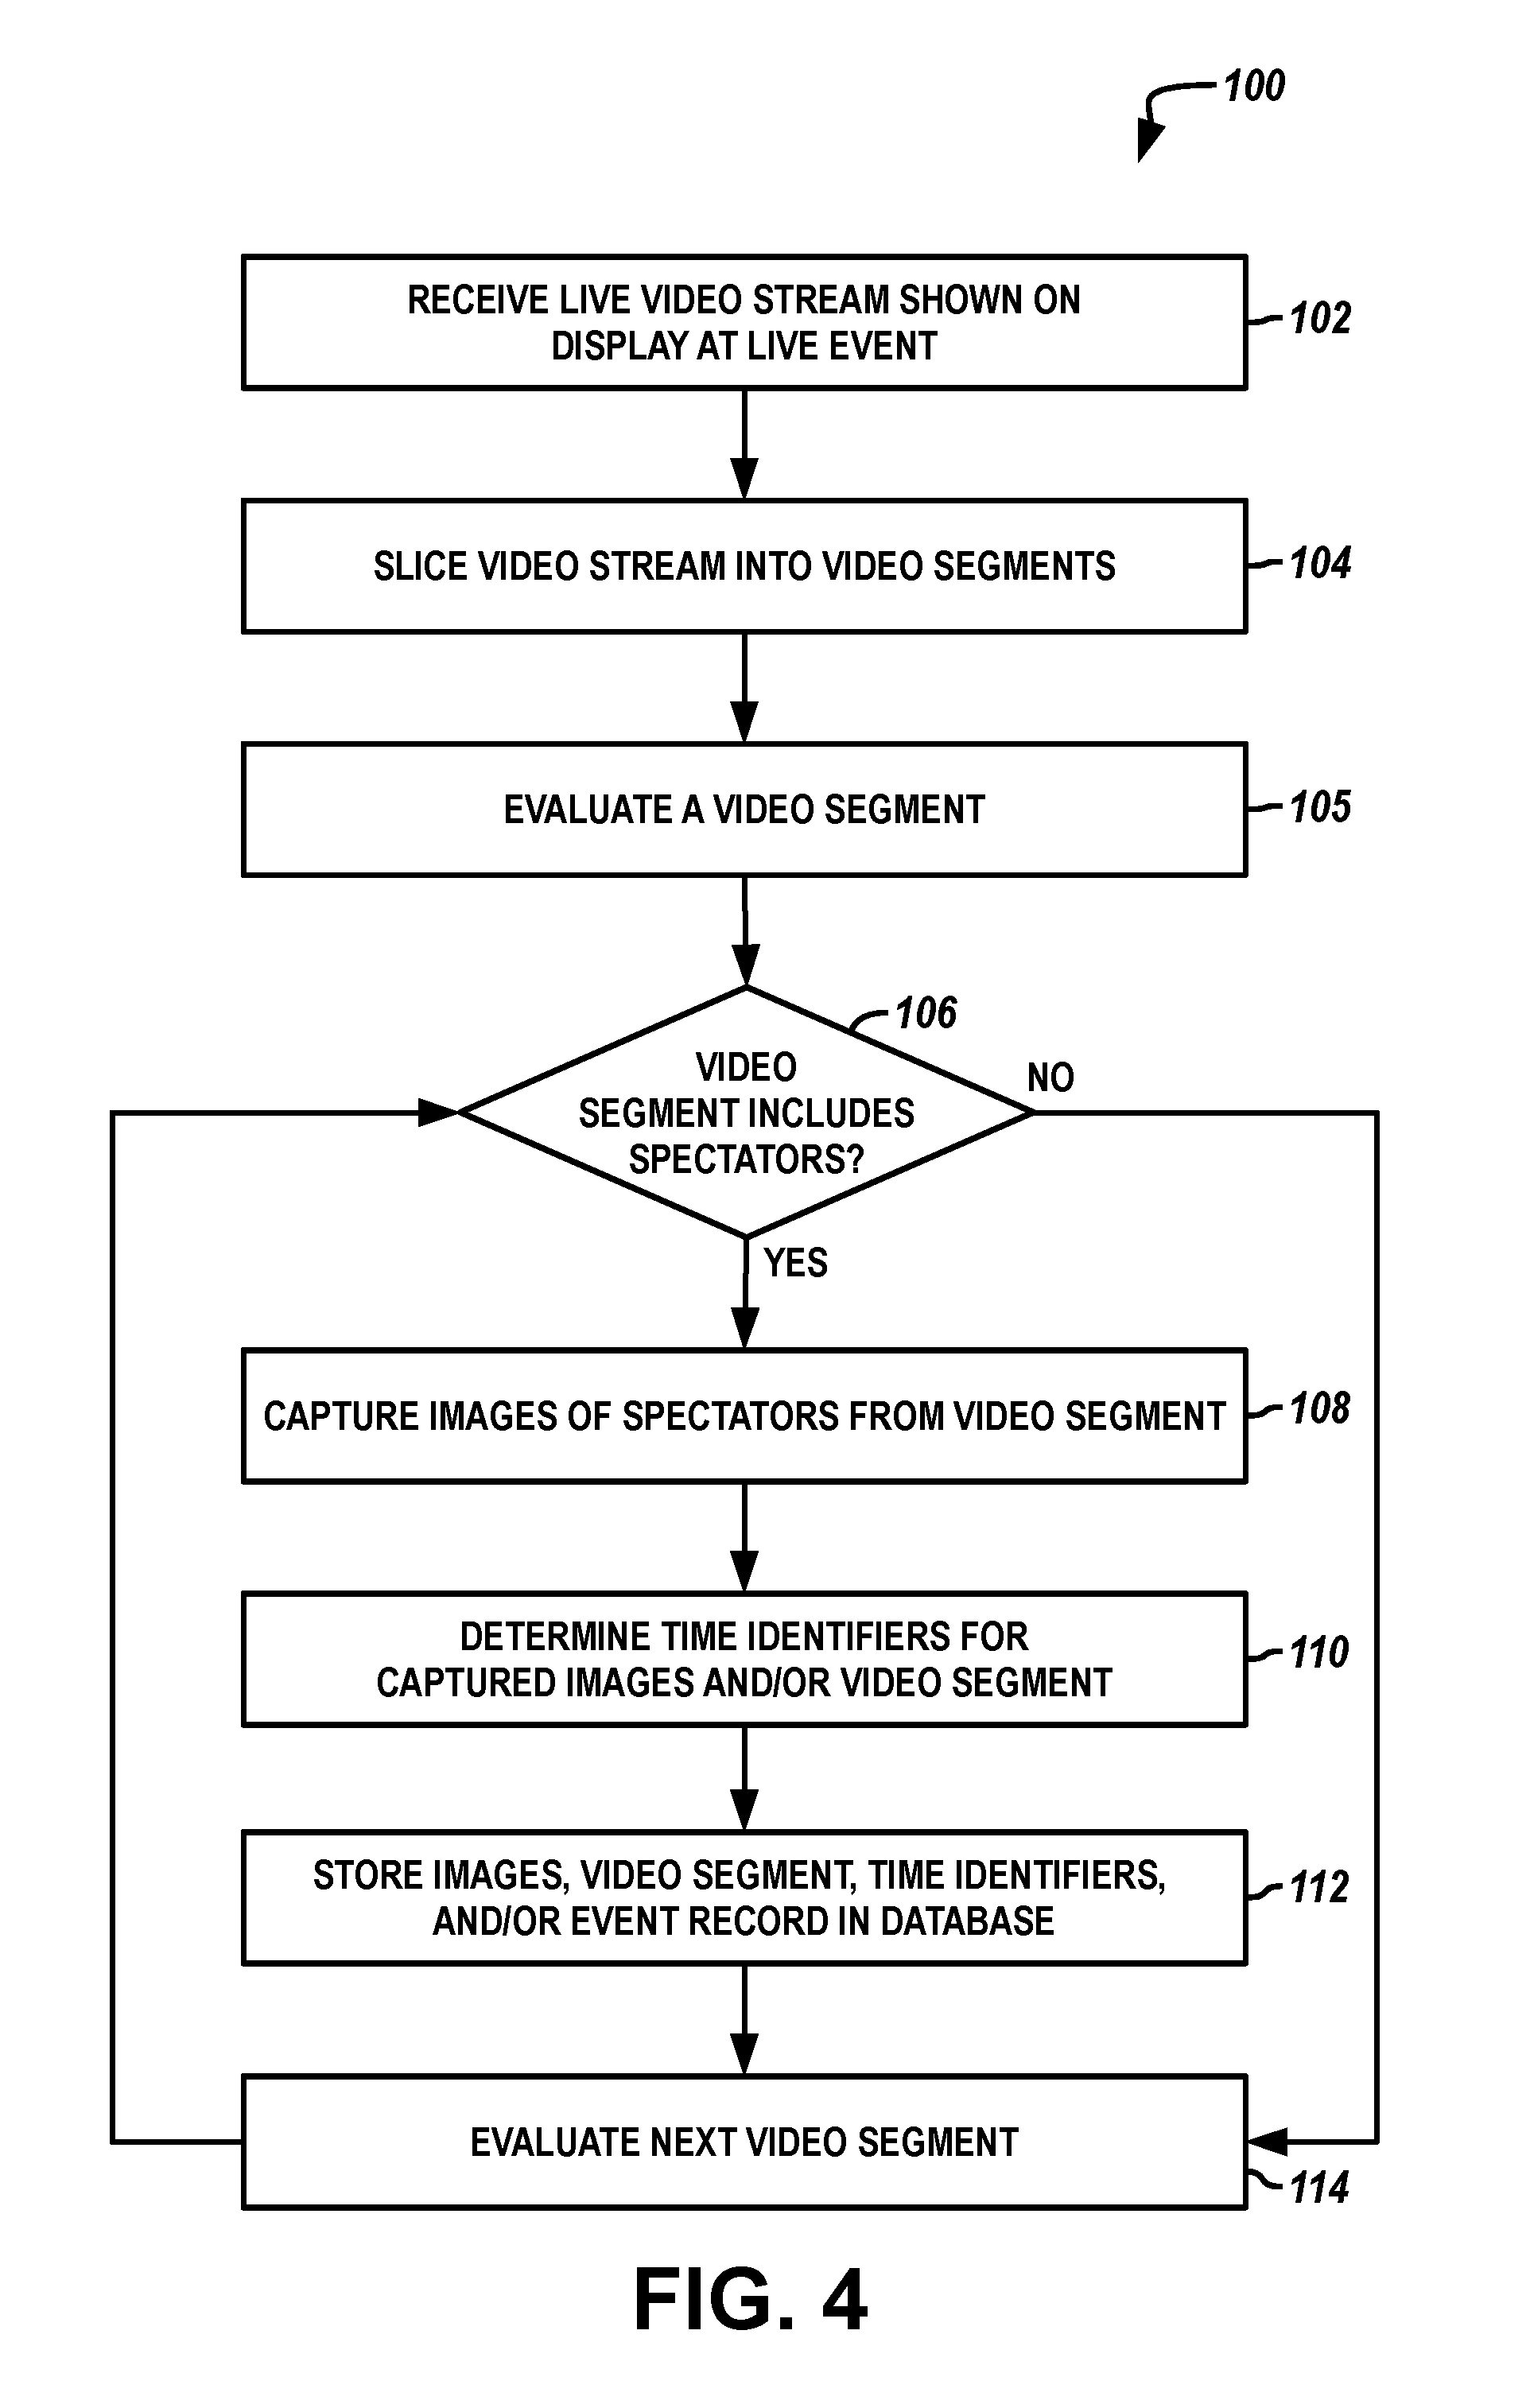 100
RECEIVE LIVE VIDEO STREAM SHOWN ON
DISPLAY AT LIVE EVENT
102
SLICE VIDEO STREAM INTO VIDEO SEGMENTS
104
EVALUATE A VIDEO SEGMENT
105
106
VIDEO
SEGMENT INCLUDES
SPECTATORS?
NO
YES
CAPTURE IMAGES OF SPECTATORS FROM VIDEO SEGMENT
108
DETERMINE TIME IDENTIFIERS FOR
CAPTURED IMAGES AND/OR VIDEO SEGMENT
110
STORE IMAGES, VIDEO SEGMENT, TIME IDENTIFIERS,
AND/OR EVENT RECORD IN DATABASE
112
EVALUATE NEXT VIDEO SEGMENT
114
FIG. 4